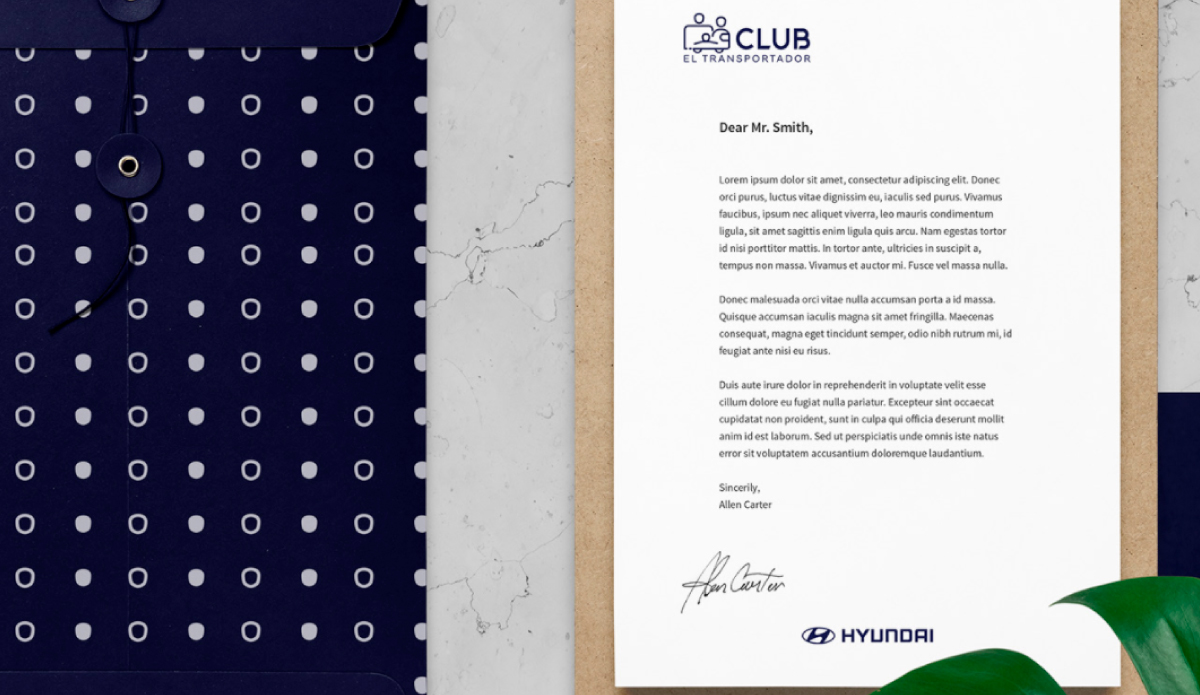 CLUB
EL TRANSPORTADOR
Dear Mr. Smith,
Lorem ipsum dolor sit amet, consectetur adipiscing elit. Donec
orci purus, luctus vitae dignissim eu, iaculis sed purus. Vivamus
faucibus, ipsum nec aliquet viverra, leo mauris condimentum
ligula, sit amet sagittis enim ligula quis arcu. Nam egestas tortor
id nisi porttitor mattis. In tortor ante, ultricies in suscipit a,
tempus non massa. Vivamus et auctor mi. Fusce vel massa nulla.
Donec malesuada orci vitae nulla accumsan porta a id massa.
Quisque accumsan iaculis magna sit amet fringilla. Maecenas
consequat, magna eget tincidunt semper, odio nibh rutrum mi, id
feugiat ante nisi eu risus.
Duis aute irure dolor in reprehenderit in voluptate velit esse
cillum dolore eu fugiat nulla pariatur. Excepteur sint occaecat
cupidatat non proident, sunt in culpa qui officia deserunt mollit
anim id est laborum. Sed ut perspiciatis unde omnis iste natus
error sit voluptatem accusantium doloremque laudantium.
Sincerily,
Allen Carter
Allen Carter
HYUNDAI